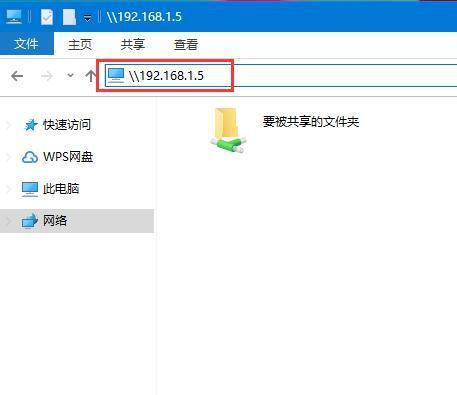 \\192.168.1.5
文件 主页 共享 查看
\\192.168.1.5
快速访问
要被共享的文件夹
WPS网盘
此电脑
网络